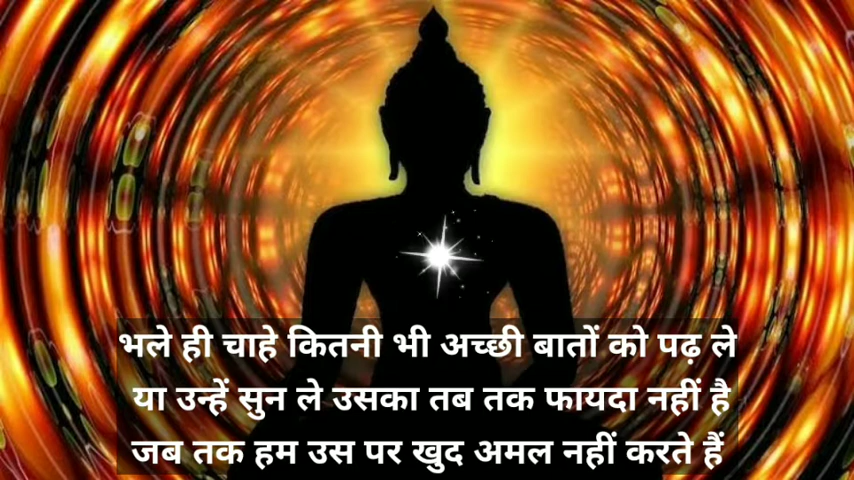 भले ही चाहे कितनी भी अच्छी बातों को पढ़ ले
या उन्हें सुन ले उसका तब तक फायदा नहीं है
जब तक हम उस पर खुद अमल नहीं करते हैं